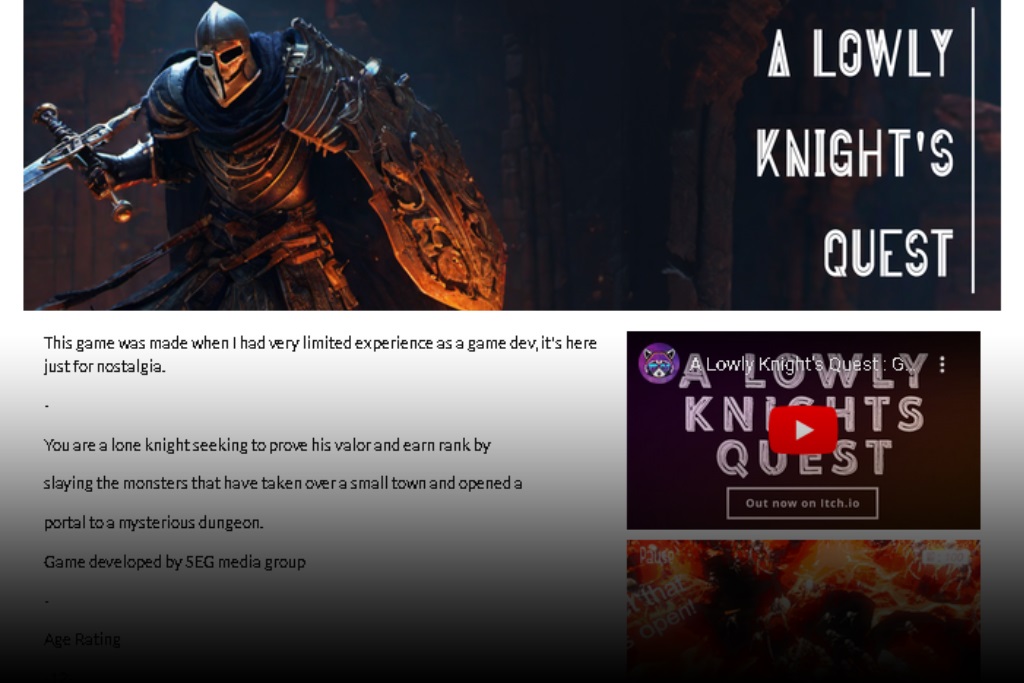 A LOWLY
KNIGHT'S
QUEST
This game was made when I had very limited experience as a game dev, it's here
just for nostalgia.
-
You are a lone knight seeking to prove his valor and earn rank by
slaying the monsters that have taken over a small town and opened a
portal to a mysterious dungeon.
Game developed by SEG media group
-
Age Rating
A Lowly Knight's Quest : G...
A LOWLY
KNIGHTS
QUEST
Out now on Itch.io
Pause
that
open!